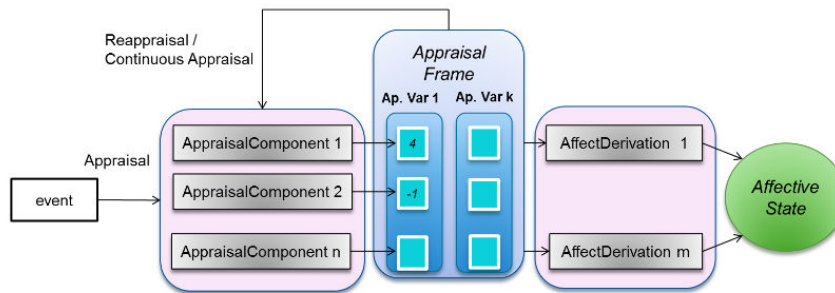 Reappraisal /
Continuous Appraisal
Appraisal
Frame
Ap. Var 1 Ap. Var k
Appraisal
event
AppraisalComponent 1
AppraisalComponent 2
AppraisalComponent n
4
-1
AffectDerivation 1
AffectDerivation m
Affective
State